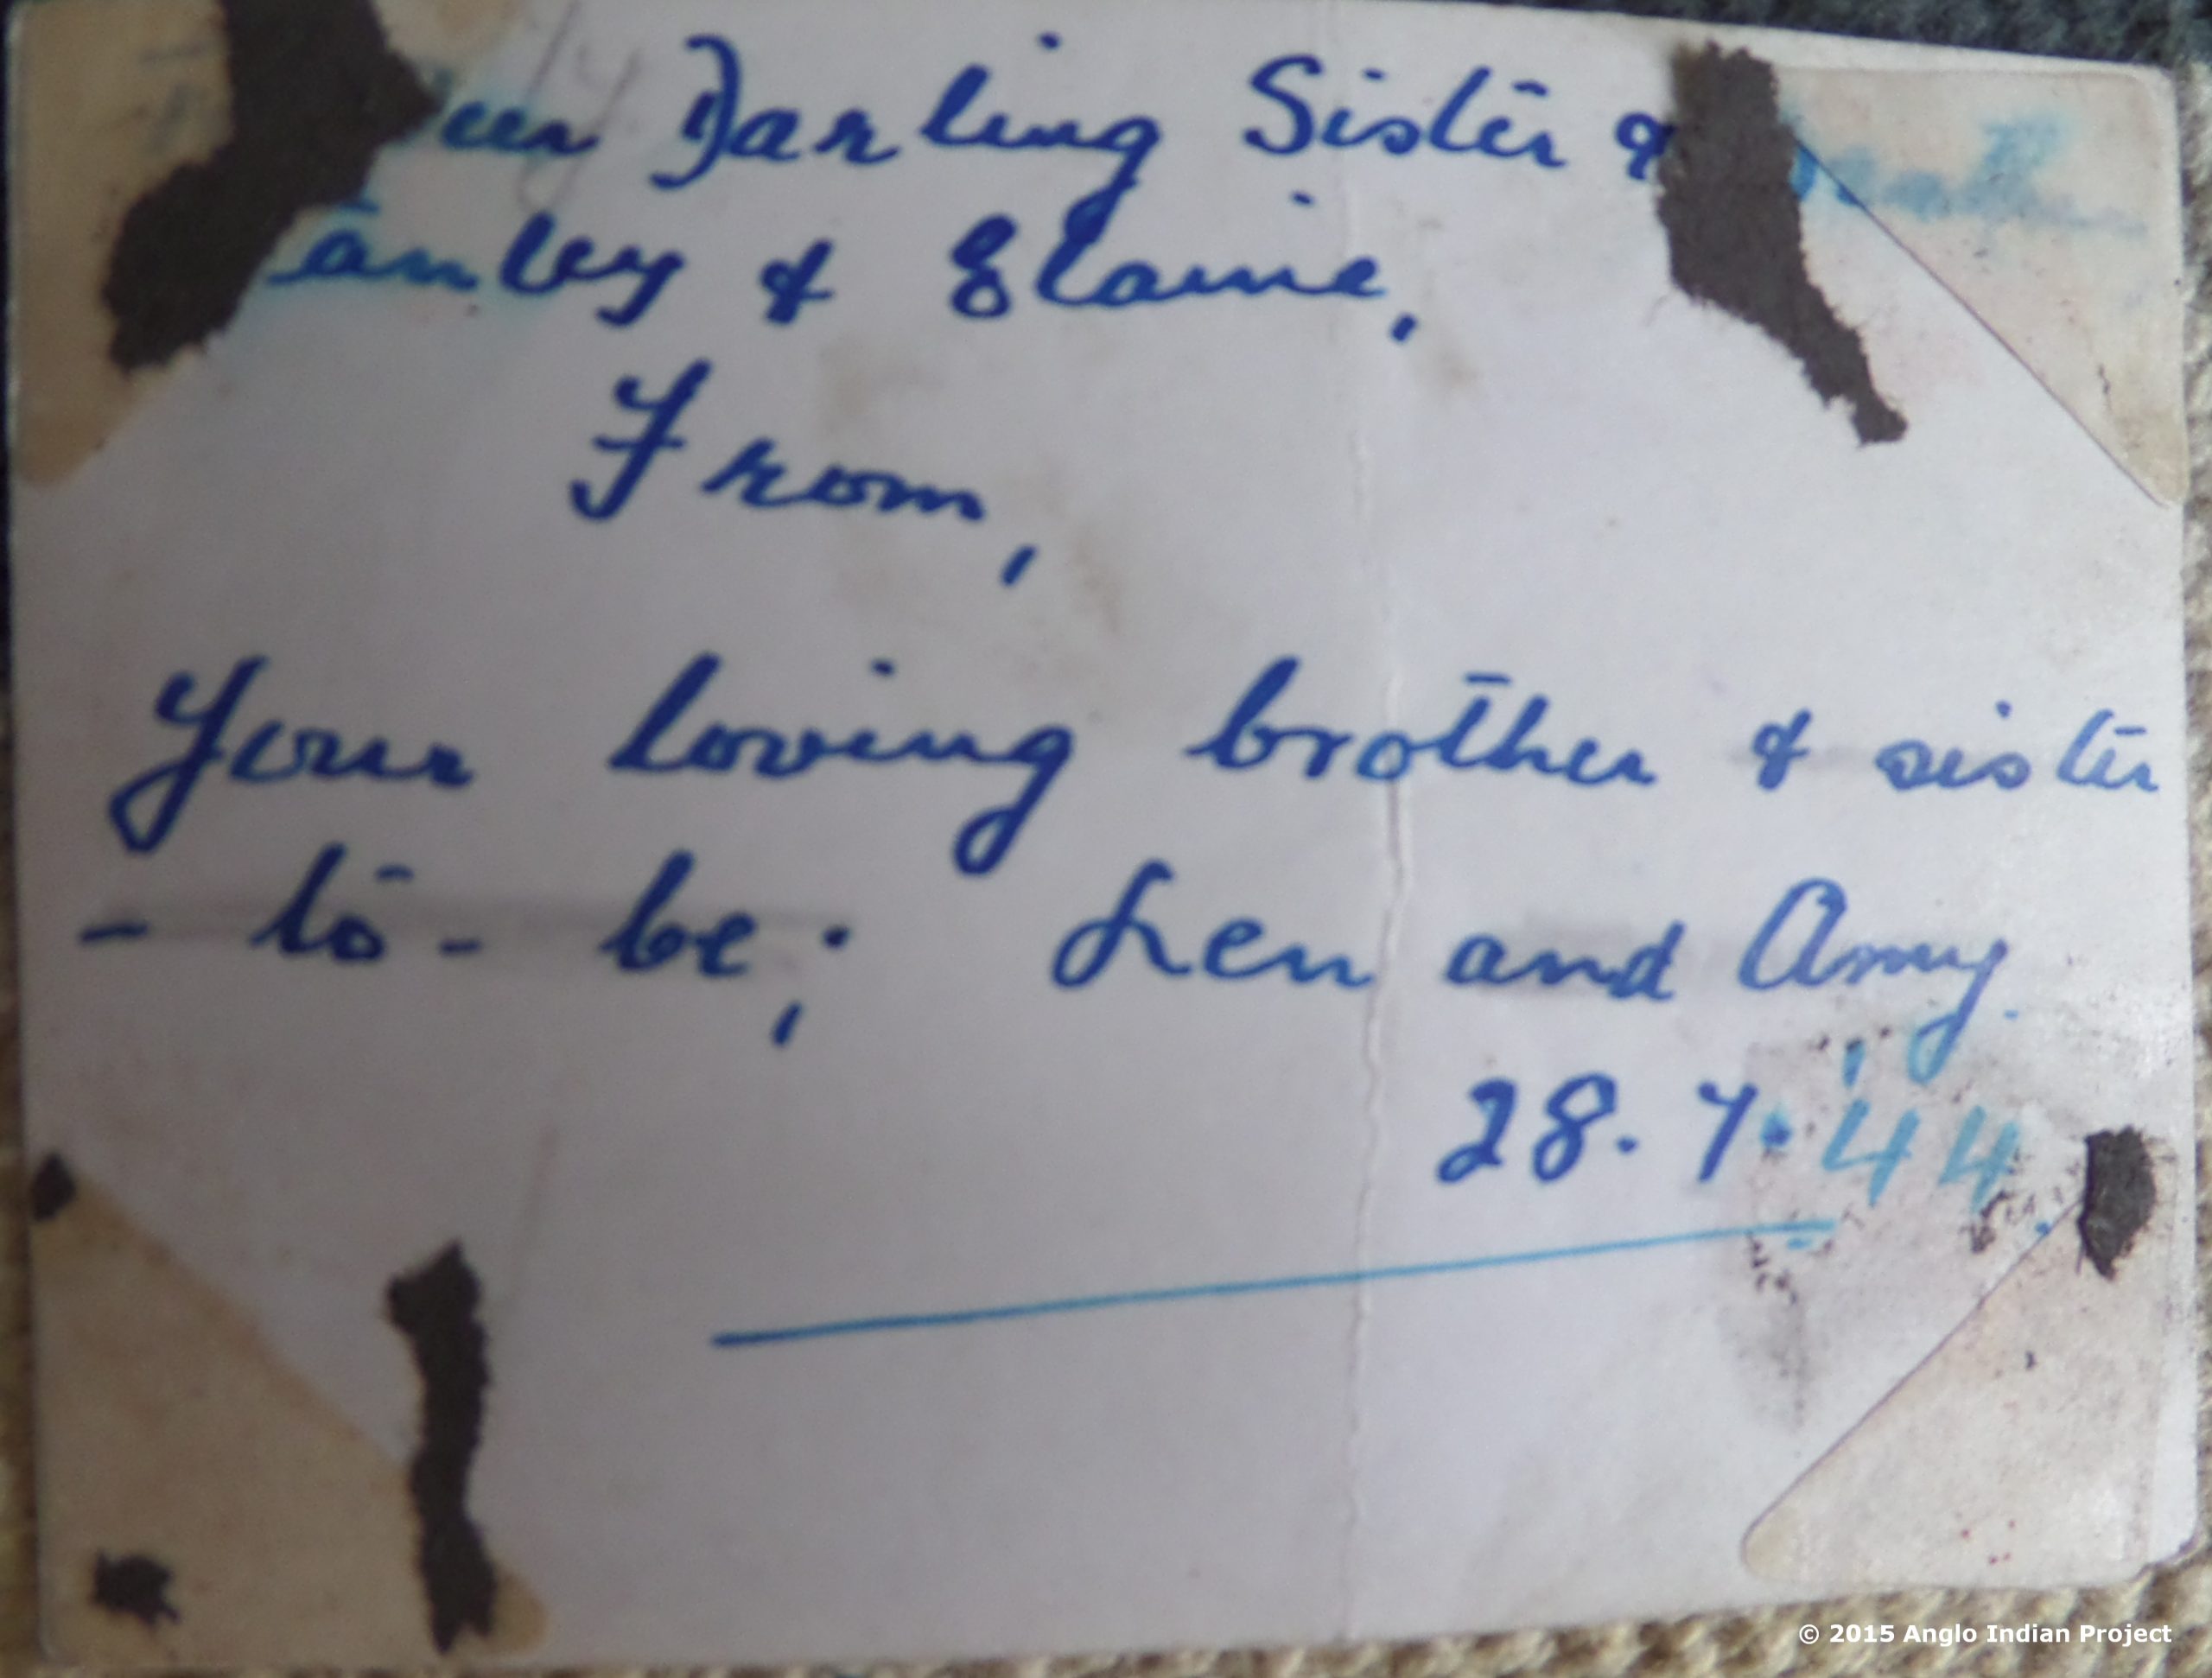 Darling Sister &
& Elaine,
From,
Your loving brother & sister
- to - be; Len and Amy.
28.7.'44.
© 2015 Anglo Indian Project